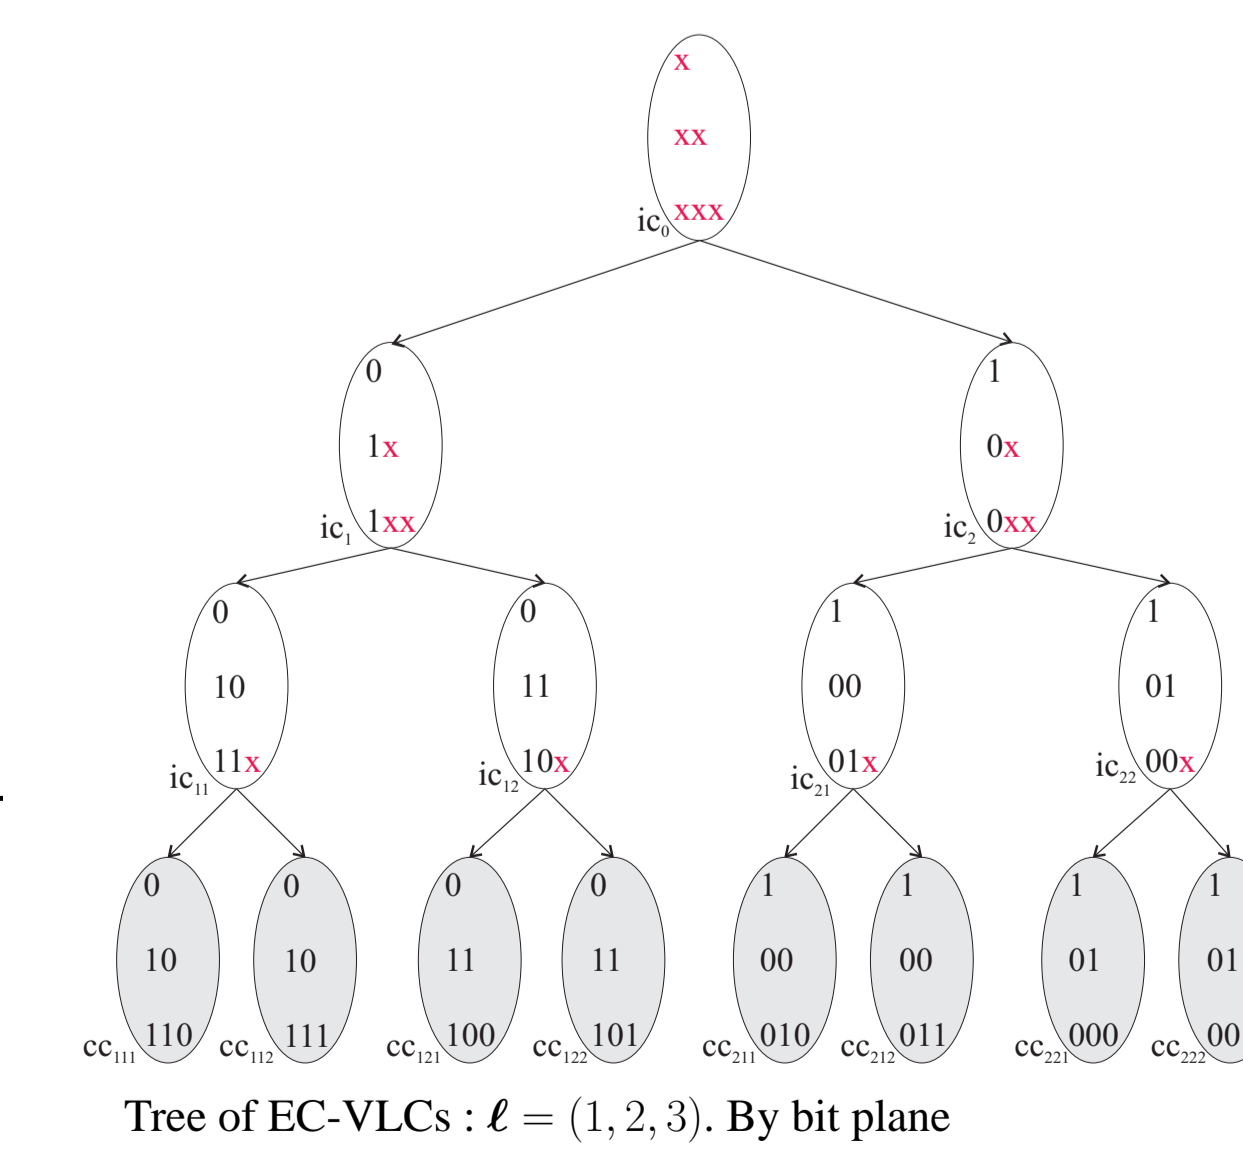 x
xx
xxx
ic₀
0
1x
1xx
ic₁
1
0x
0xx
ic₂
0
10
11x
ic₁₁
0
11
10x
ic₁₂
1
00
01x
ic₂₁
1
01
00x
ic₂₂
0
10
110
cc₁₁₁
0
10
111
cc₁₁₂
0
11
100
cc₁₂₁
0
11
101
cc₁₂₂
1
00
010
cc₂₁₁
1
00
011
cc₂₁₂
1
01
000
cc₂₂₁
1
01
00
cc₂₂₂
Tree of EC-VLCs : ℓ = (1, 2, 3). By bit plane